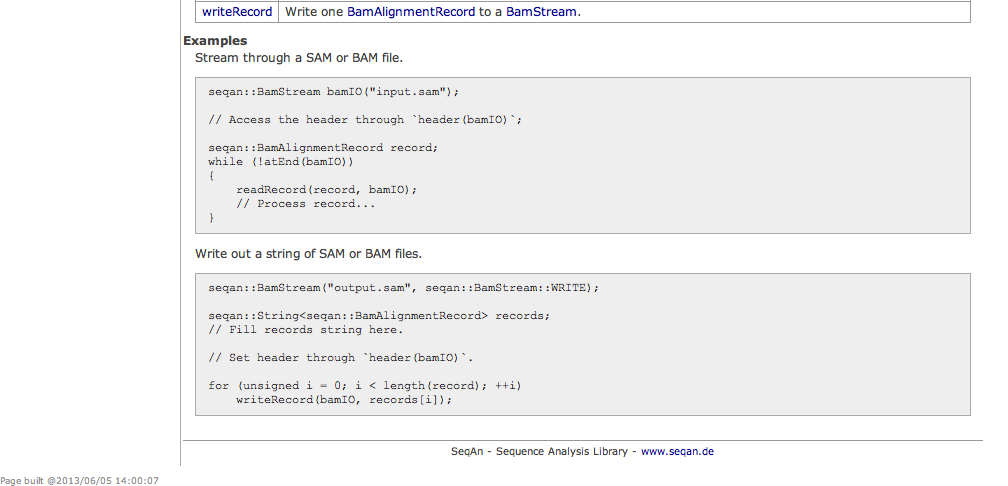 writeRecord Write one BamAlignmentRecord to a BamStream.
Examples
Stream through a SAM or BAM file.
seqan::BamStream bamIO("input.sam");
// Access the header through `header(bamIO)`;
seqan::BamAlignmentRecord record;
while (!atEnd(bamIO))
{
    readRecord(record, bamIO);
    // Process record...
}
Write out a string of SAM or BAM files.
seqan::BamStream("output.sam", seqan::BamStream::WRITE);
seqan::String<seqan::BamAlignmentRecord> records;
// Fill records string here.
// Set header through `header(bamIO)`.
for (unsigned i = 0; i < length(record); ++i)
    writeRecord(bamIO, records[i]);
SeqAn - Sequence Analysis Library - www.seqan.de
Page built @2013/06/05 14:00:07